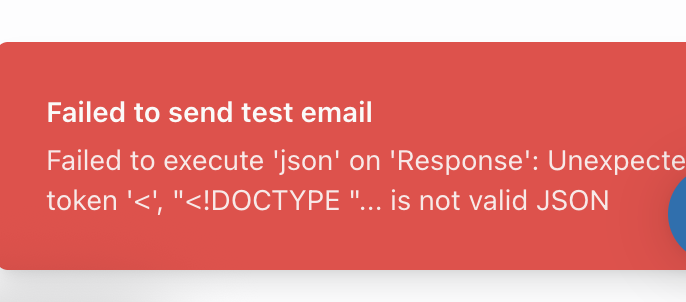 Failed to send test email
Failed to execute 'json' on 'Response': Unexpecte
token '<', "<!DOCTYPE "... is not valid JSON